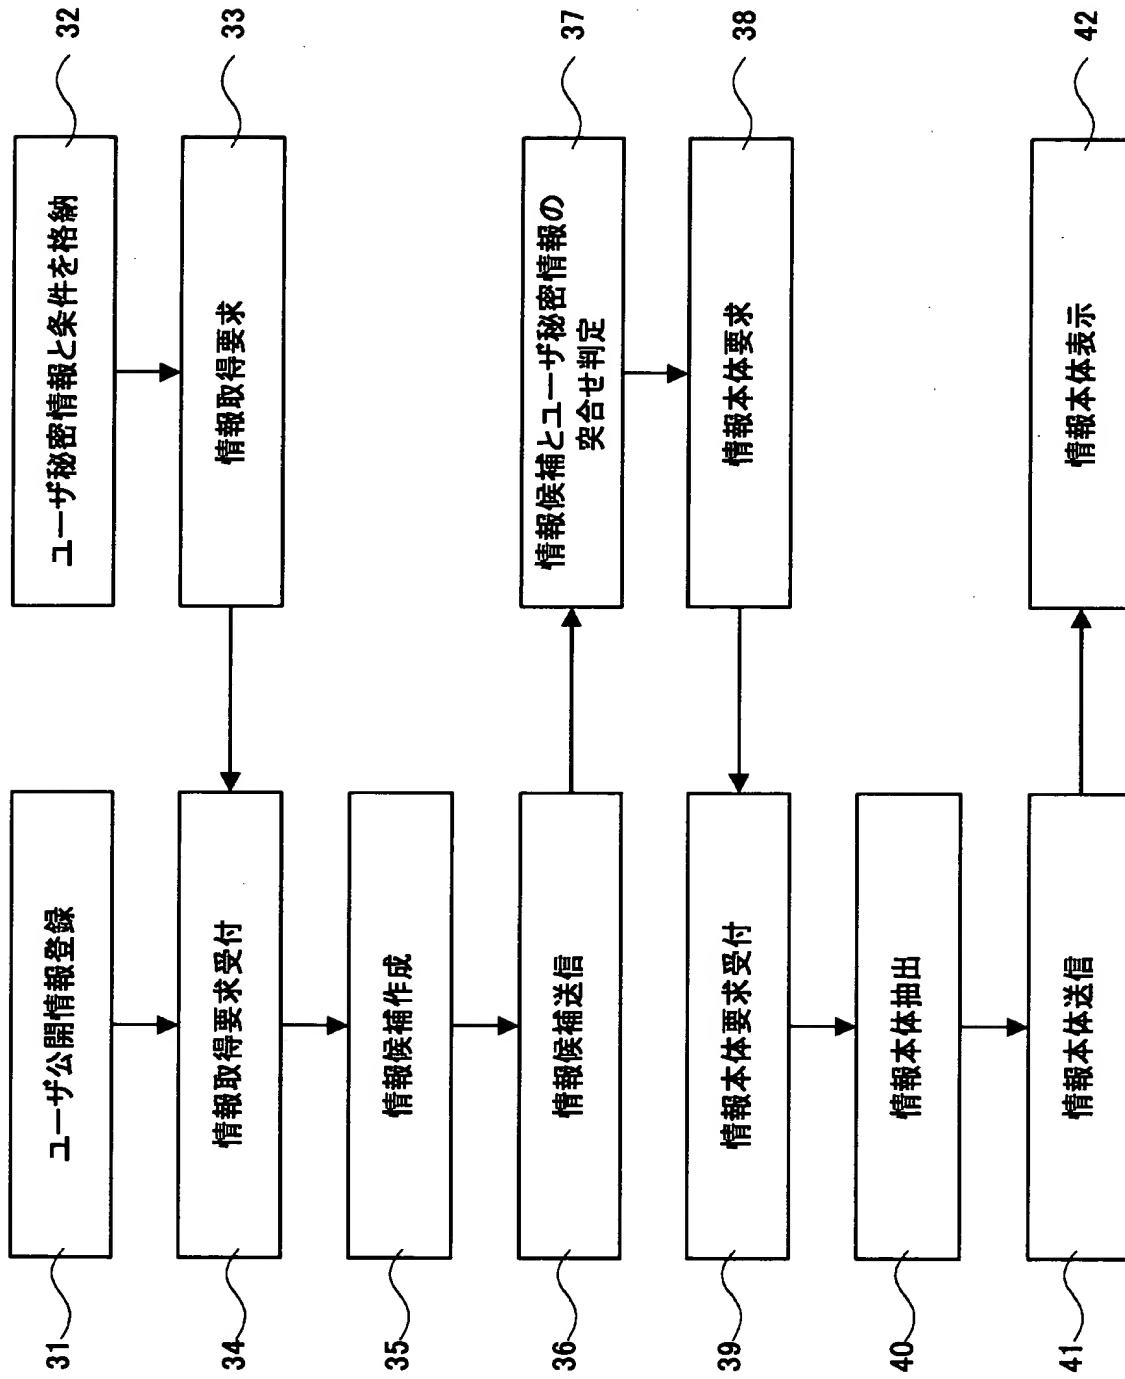 31
ユーザ公開情報登録
32
ユーザ秘密情報と条件を格納
33
情報取得要求
34
情報取得要求受付
35
情報候補作成
36
情報候補送信
37
情報候補とユーザ秘密情報の
突合せ判定
38
情報本体要求
39
情報本体要求受付
40
情報本体抽出
41
情報本体送信
42
情報本体表示